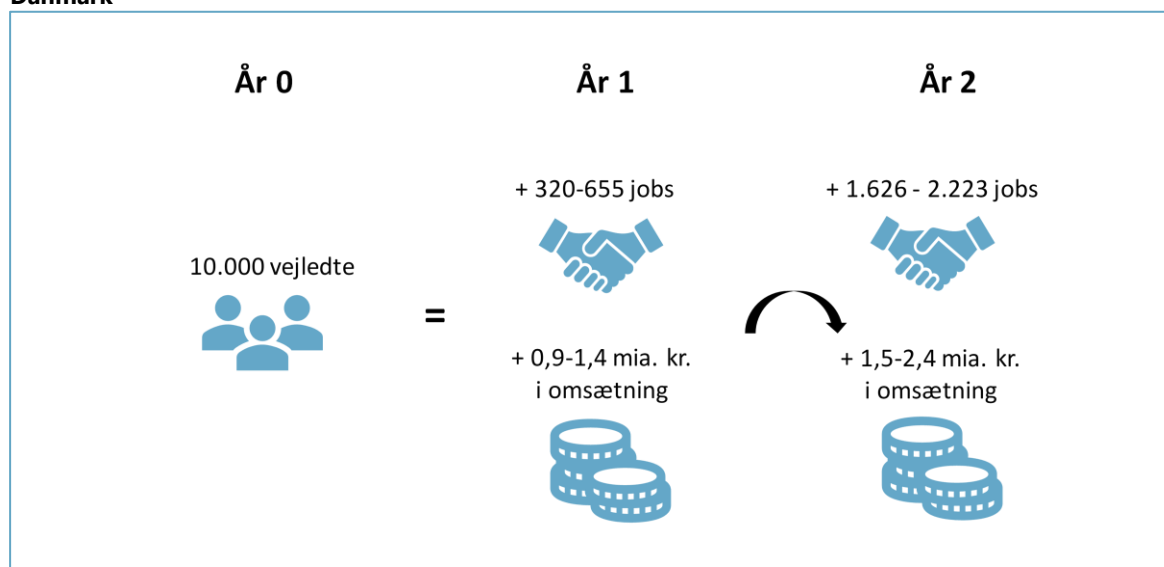 Danmark
År 0
År 1
År 2
10.000 vejledte
=
+ 320-655 jobs
+ 0,9-1,4 mia. kr.
i omsætning
+ 1.626 - 2.223 jobs
+ 1,5-2,4 mia. kr.
i omsætning